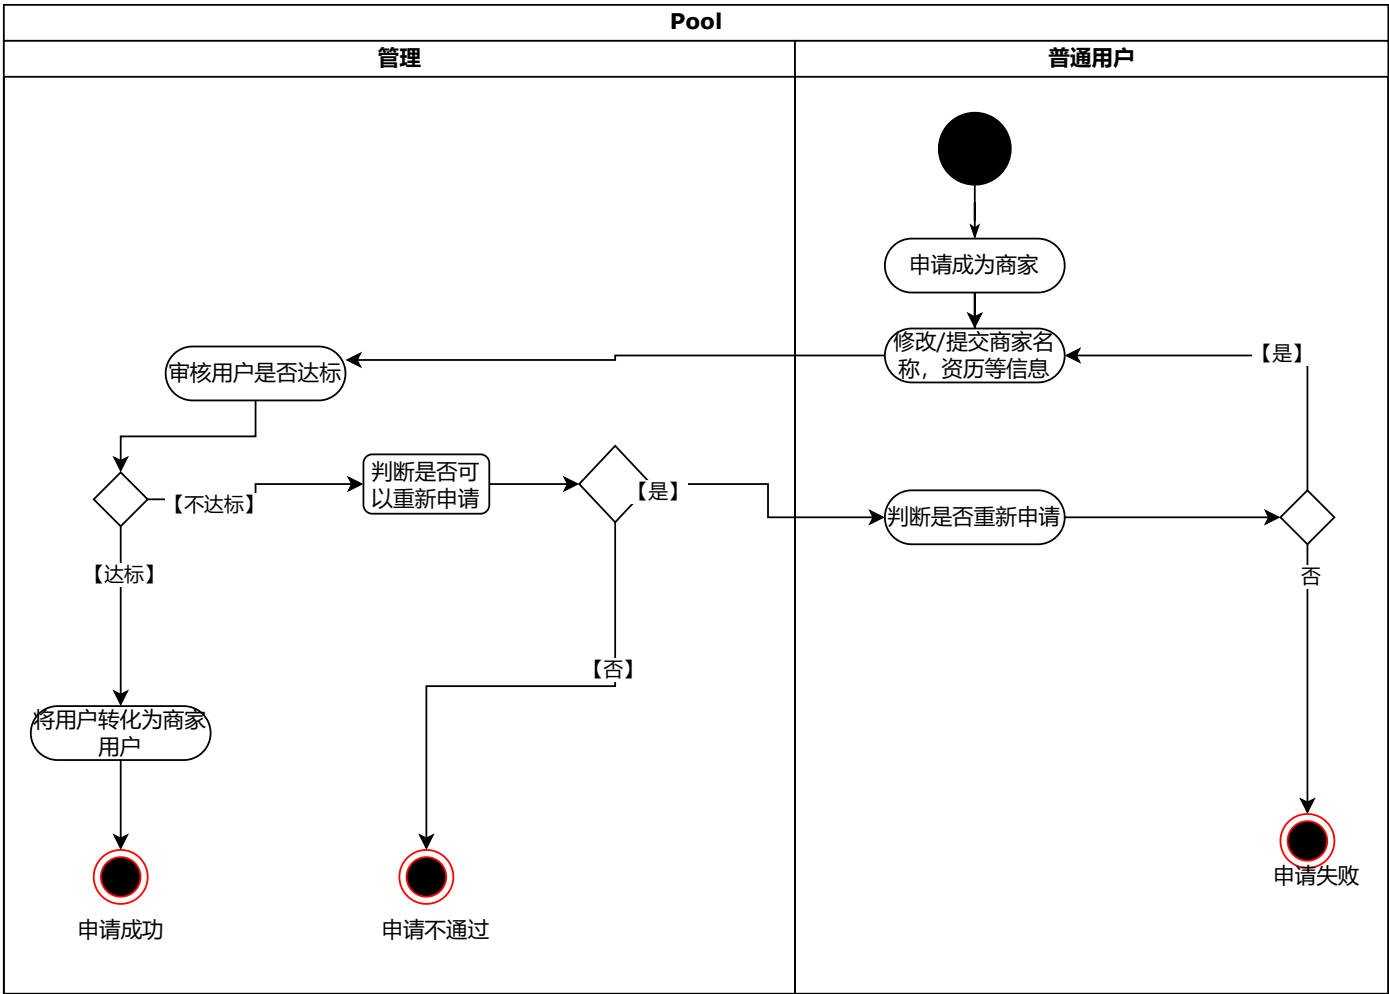 Pool
管理
普通用户
申请成为商家
修改/提交商家名
称，资历等信息
【是】
审核用户是否达标
判断是否可
以重新申请
【不达标】
【是】
判断是否重新申请
【达标】
否
【否】
将用户转化为商家
用户
申请失败
申请成功
申请不通过